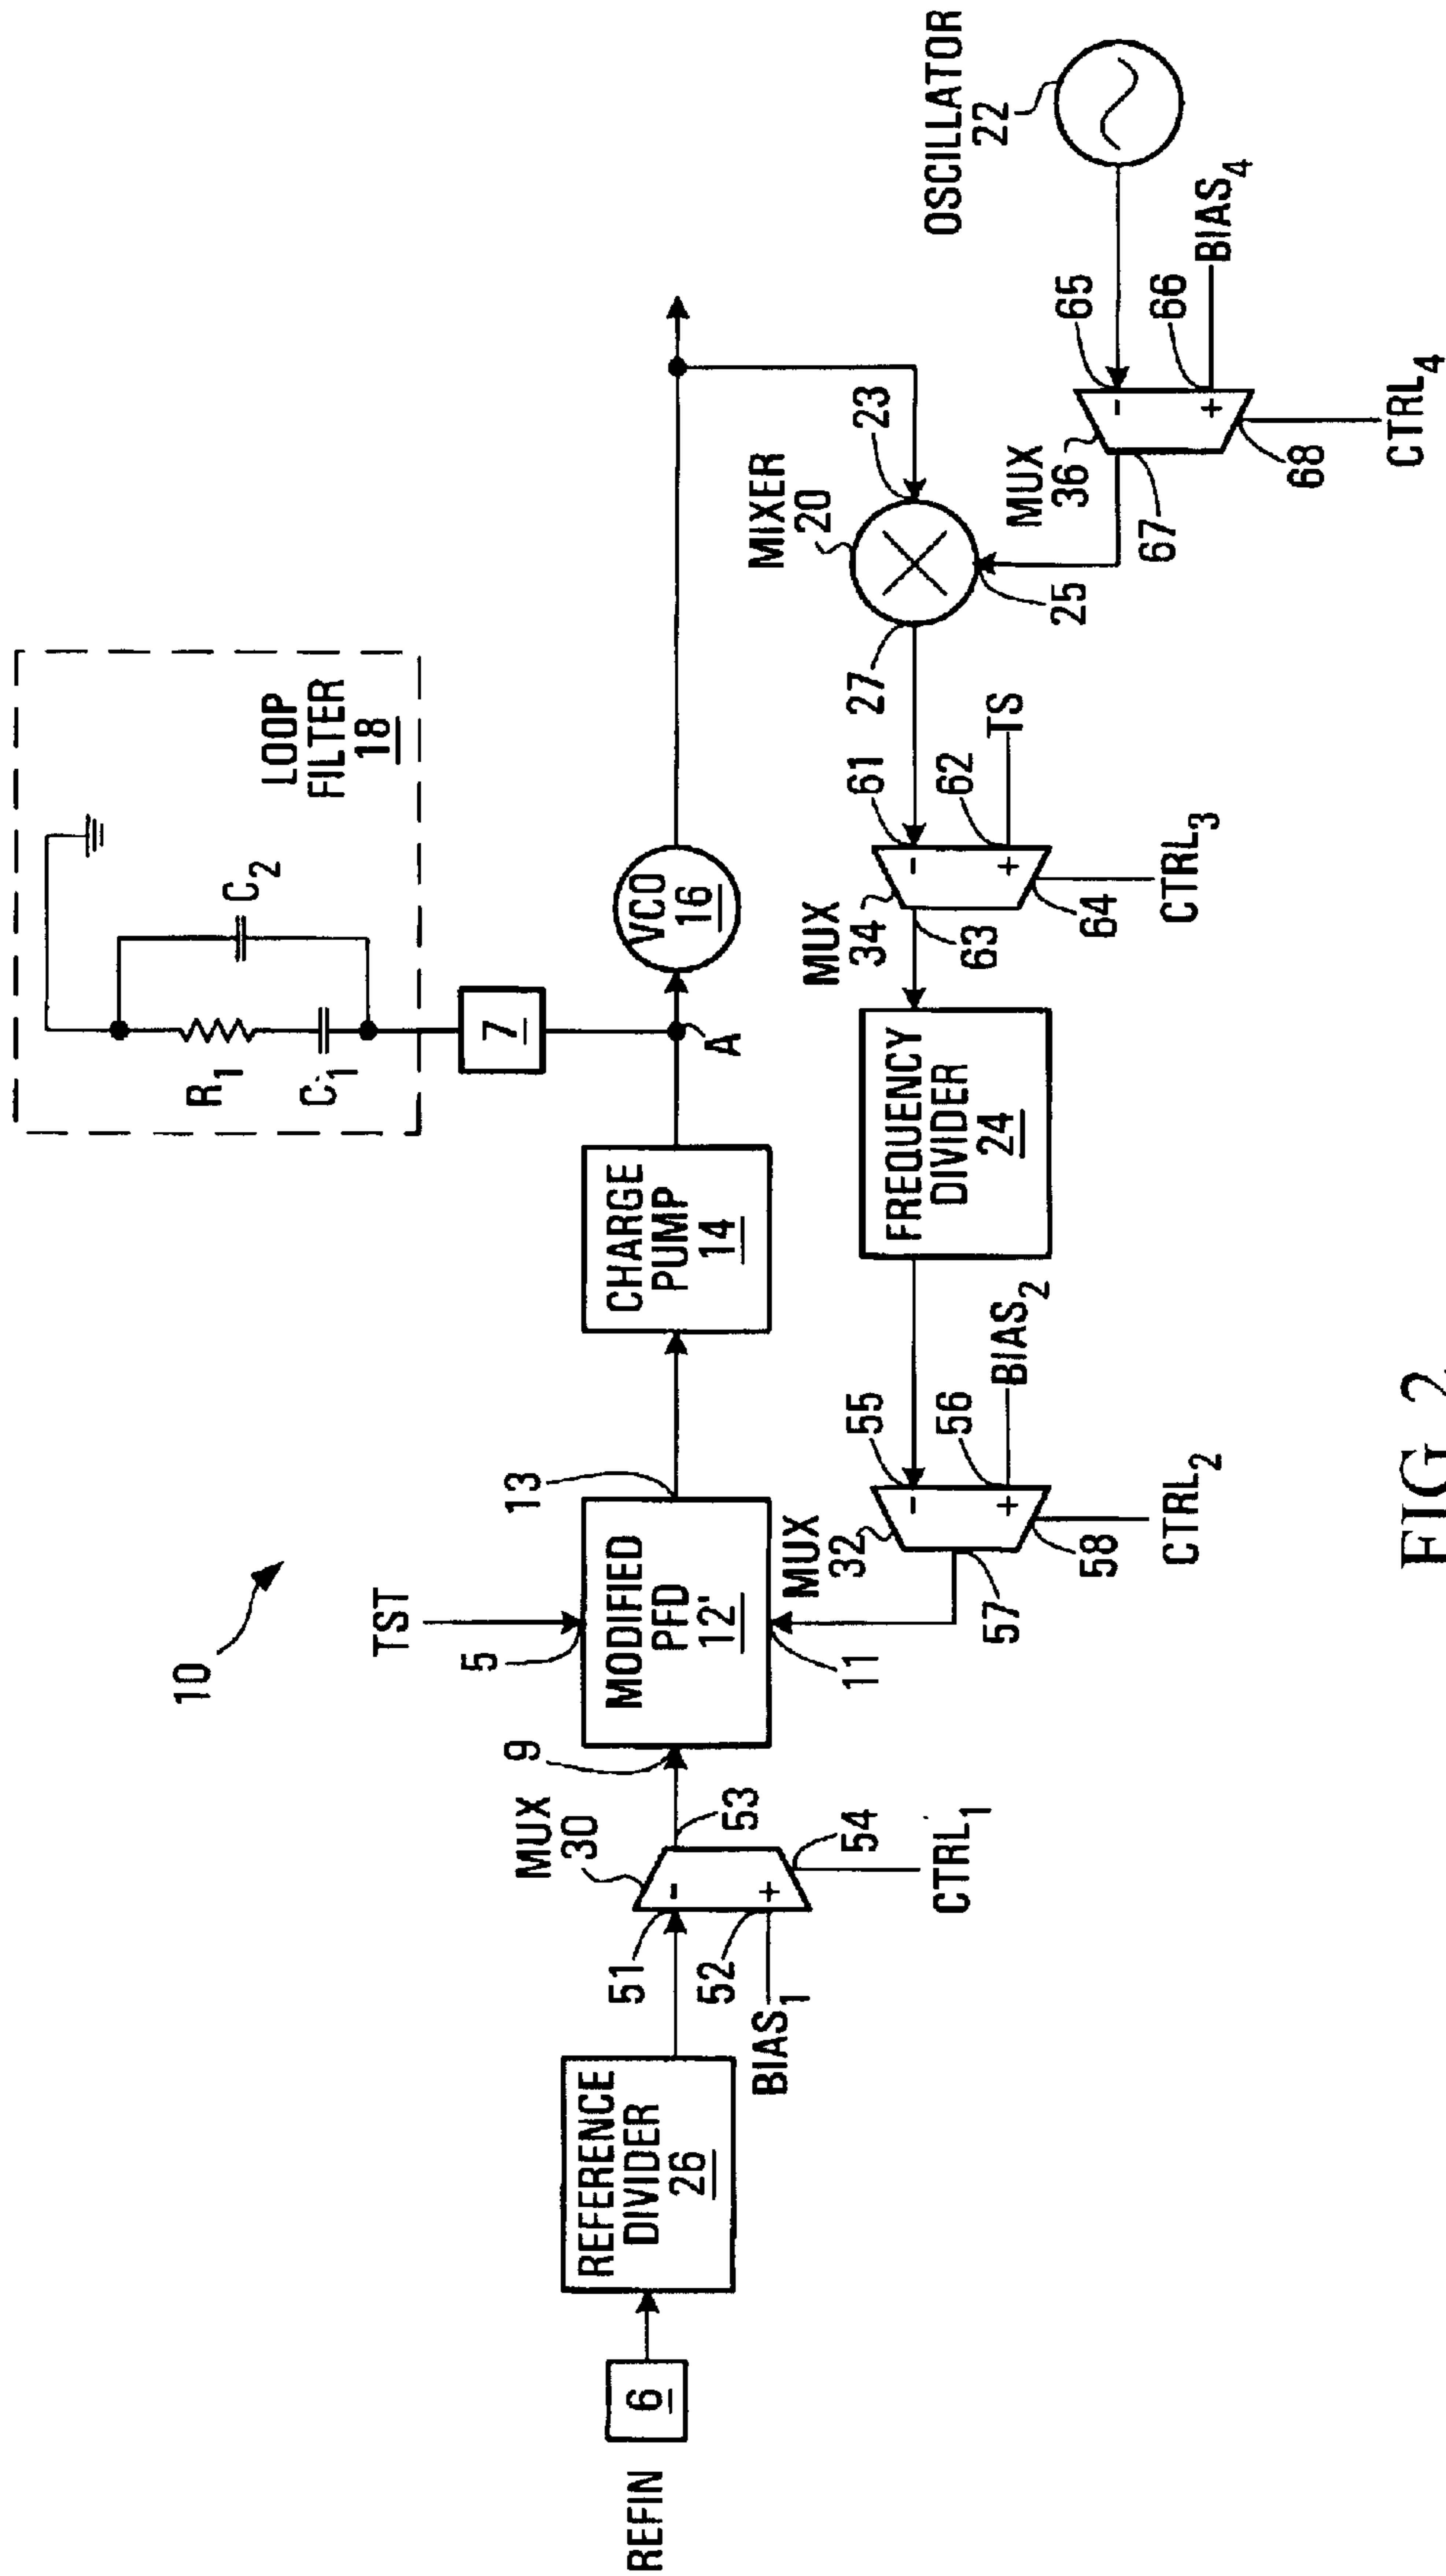 10
LOOP
FILTER
18
R1
C1
C2
7
A
TST
5
MODIFIED
PFD
12'
13
9
11
CHARGE
PUMP
14
VCO
16
REFIN
6
REFERENCE
DIVIDER
26
51
52
BIAS1
MUX
30
53
54
CTRL1
MUX
32
55
56
BIAS2
57
58
CTRL2
FREQUENCY
DIVIDER
24
MUX
34
61
62
TS
63
64
CTRL3
MIXER
20
23
25
27
MUX
36
65
66
BIAS4
67
68
CTRL4
OSCILLATOR
22
FIG. 2